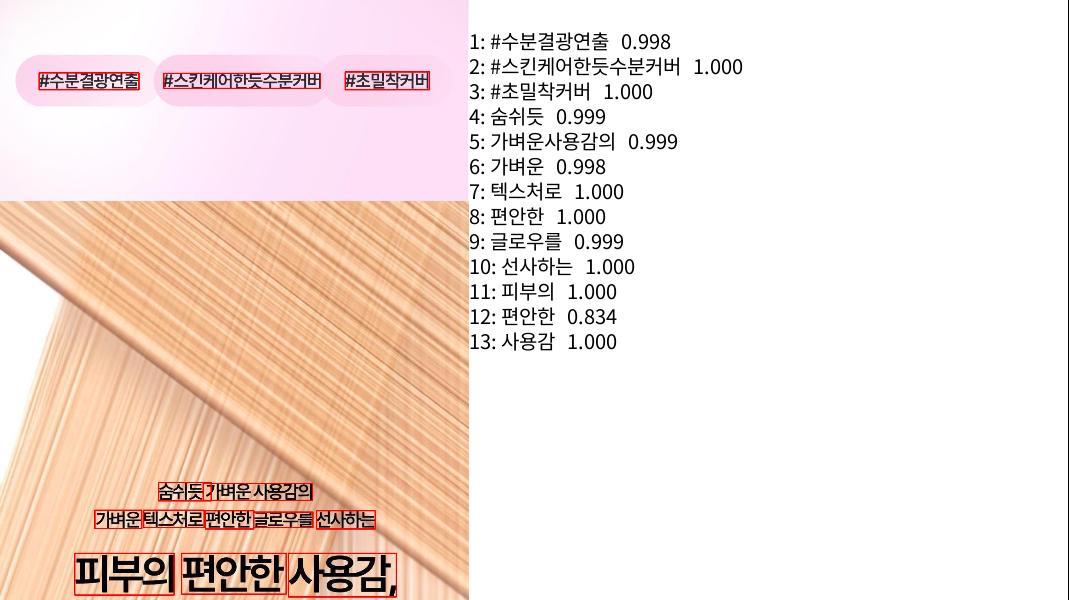 #수분결광연출 #스킨케어한듯수분커버 #초밀착커버
숨쉬듯 가벼운 사용감의
가벼운 텍스처로 편안한 글로우를 선사하는
피부의 편안한 사용감,
1: #수분결광연출 0.998
2: #스킨케어한듯수분커버 1.000
3: #초밀착커버 1.000
4: 숨쉬듯 0.999
5: 가벼운사용감의 0.999
6: 가벼운 0.998
7: 텍스처로 1.000
8: 편안한 1.000
9: 글로우를 0.999
10: 선사하는 1.000
11: 피부의 1.000
12: 편안한 0.834
13: 사용감 1.000